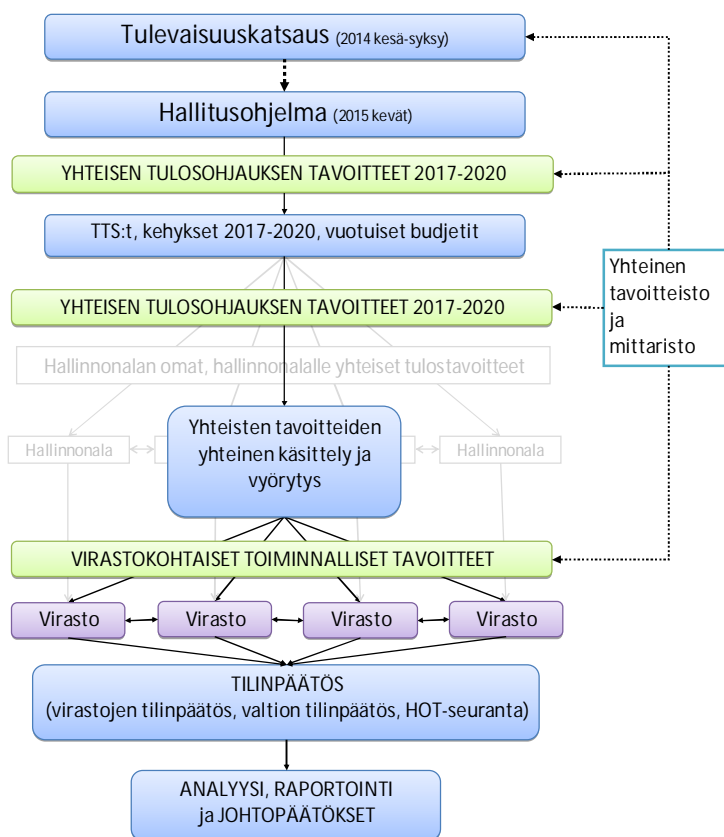 Tulevaisuuskatsaus (2014 kesä-syksy)
Hallitusohjelma (2015 kevät)
YHTEISEN TULOSOHJAUKSEN TAVOITTEET 2017-2020
TTS:t, kehykset 2017-2020, vuotuiset budjetit
Yhteinen
tavoitteisto
ja
mittaristo
YHTEISEN TULOSOHJAUKSEN TAVOITTEET 2017-2020
Hallinnonalan omat, hallinnonalalle yhteiset tulostavoitteet
Hallinnonala
Yhteisten tavoitteiden
yhteinen käsittely ja
vyörytys
Hallinnonala
VIRASTOKOHTAISET TOIMINNALLISET TAVOITTEET
Virasto
Virasto
Virasto
Virasto
TILINPÄÄTÖS
(virastojen tilinpäätös, valtion tilinpäätös, HOT-seuranta)
ANALYYSI, RAPORTOINTI
ja JOHTOPÄÄTÖKSET